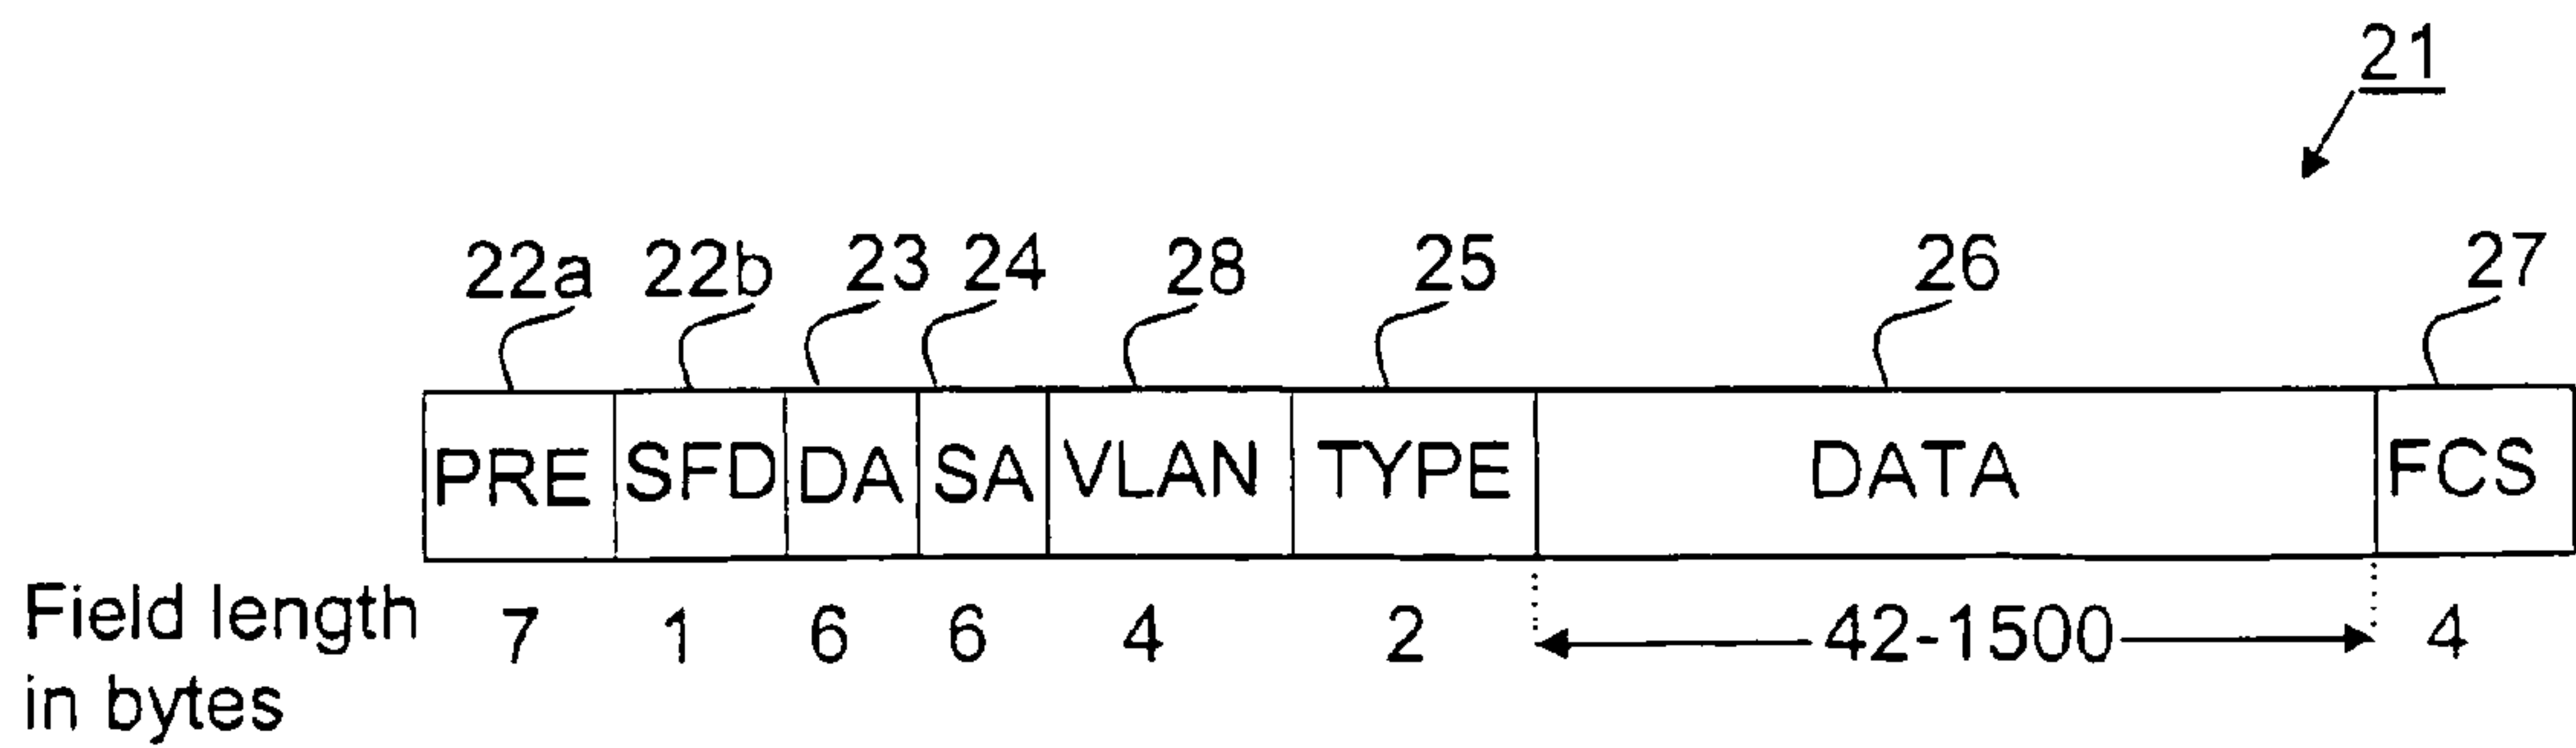 21
22a 22b 23 24 28 25 26 27
PRE SFD DA SA VLAN TYPE DATA FCS
Field length
in bytes
7 1 6 6 4 2 42-1500 4